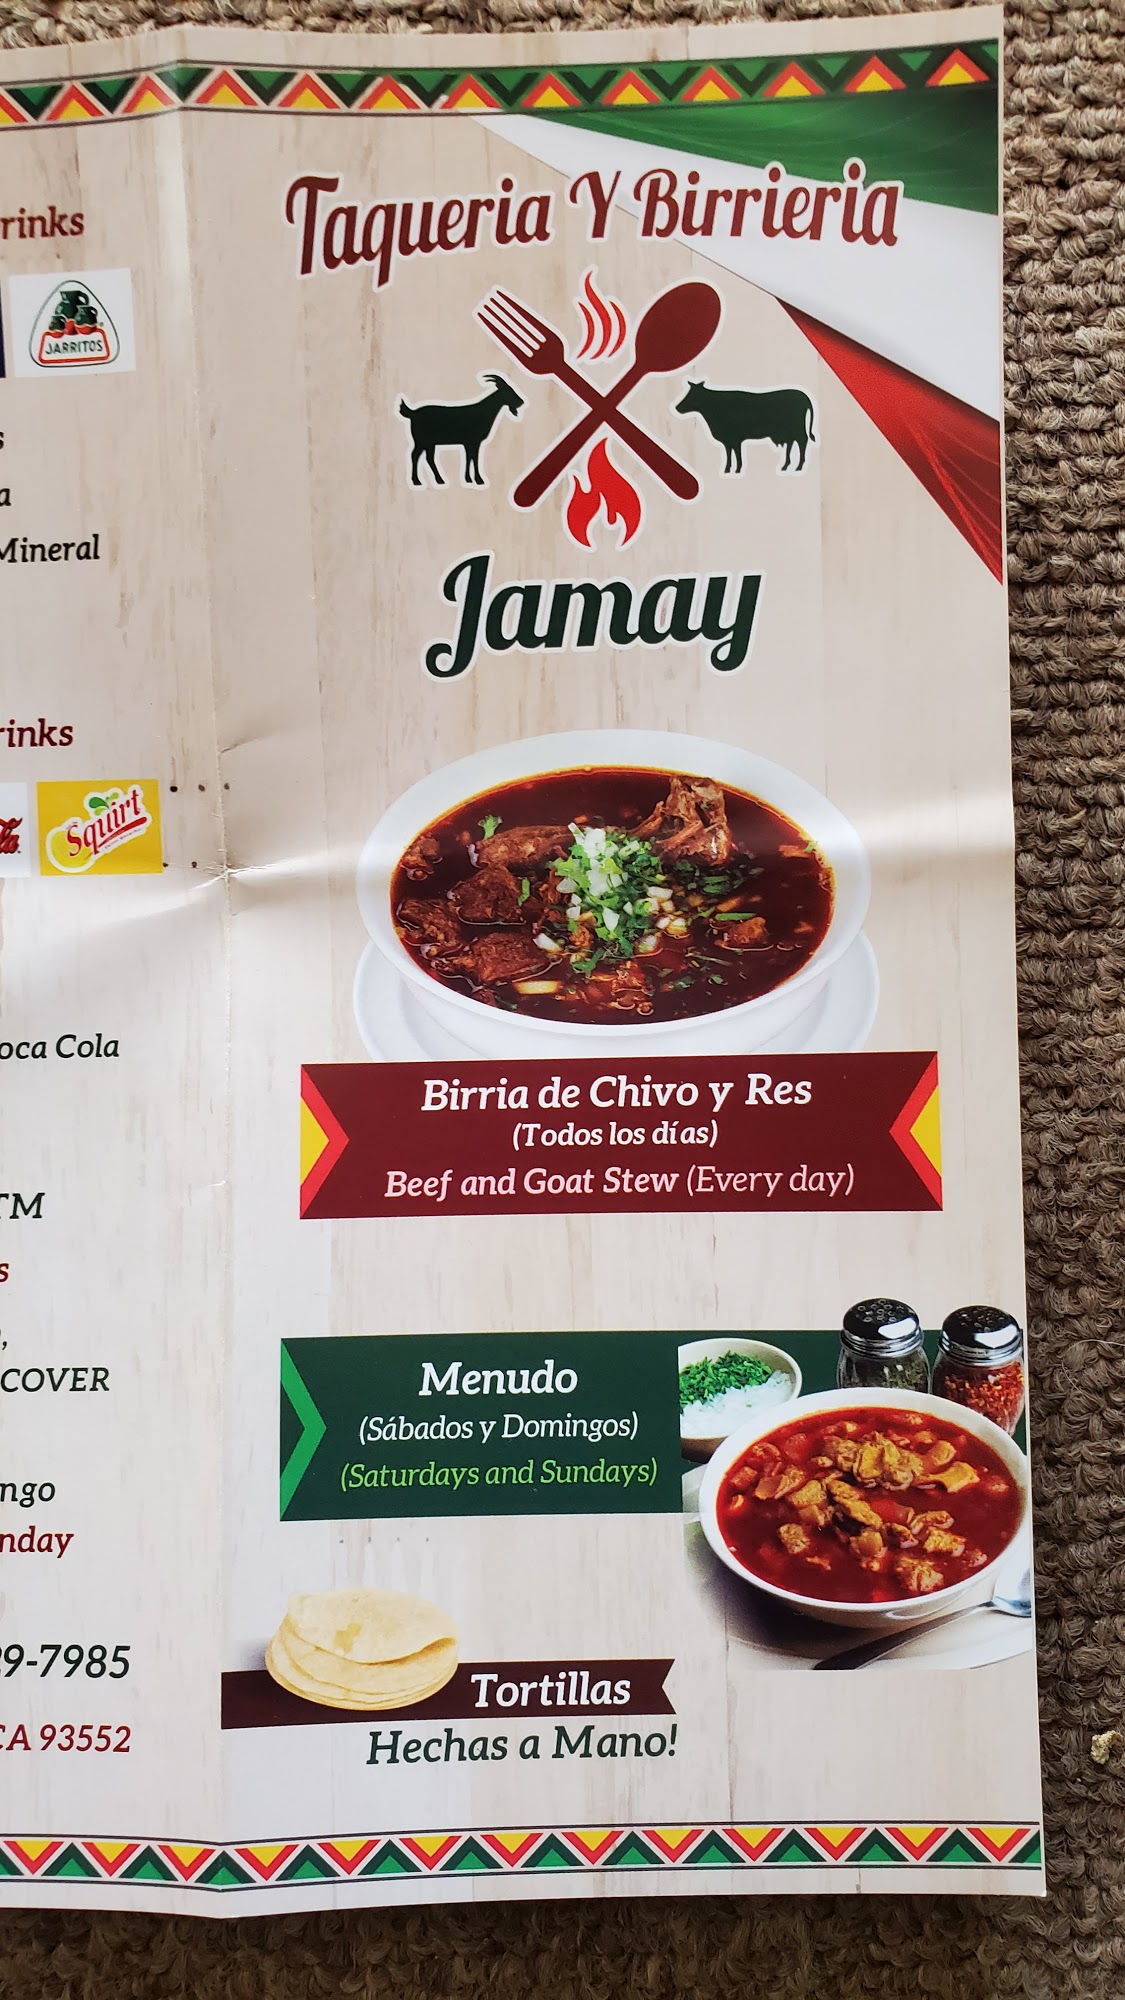 rinks
JARRITOS
Mineral
rinks
Squirt
oca Cola
TM
COVER
ngo
nday
9-7985
CA 93552
Taqueria Y Birrieria
Jamay
Birria de Chivo y Res
(Todos los días)
Beef and Goat Stew (Every day)
Menudo
(Sábados y Domingos)
(Saturdays and Sundays)
Tortillas
Hechas a Mano!